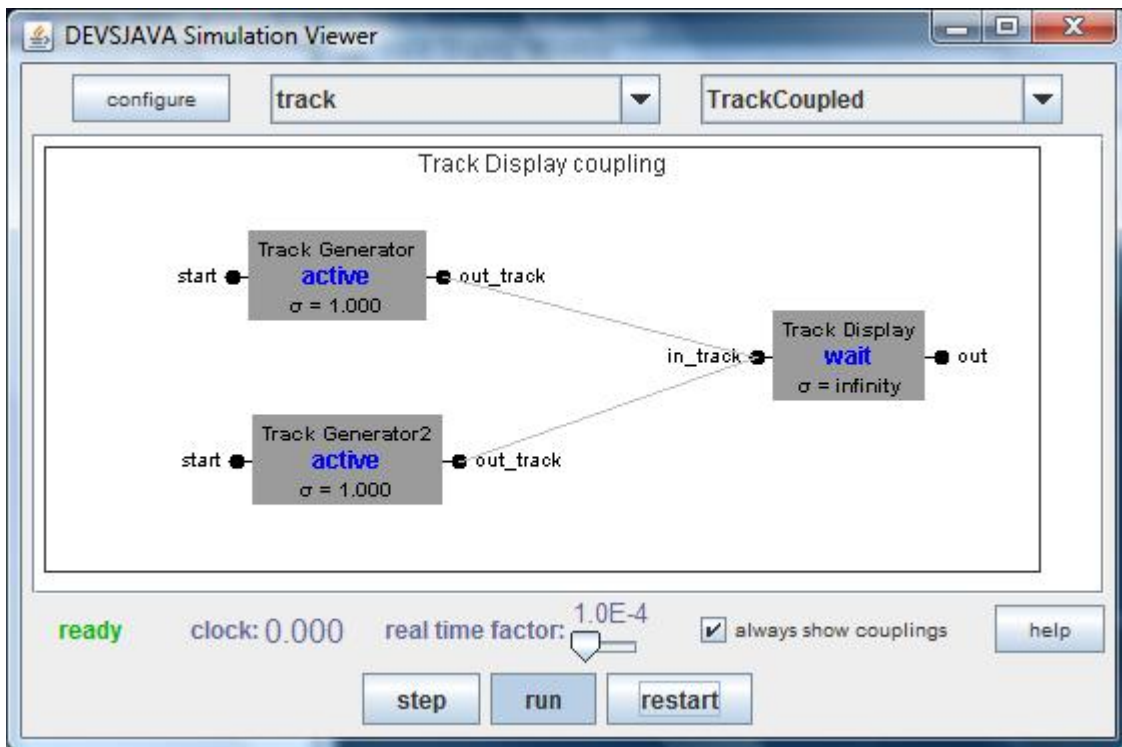 DEVSJAVA Simulation Viewer
configure
track
TrackCoupled
Track Display coupling
Track Generator
start
active
out_track
σ = 1.000
Track Display
in_track
wait
out
σ = infinity
Track Generator2
start
active
out_track
σ = 1.000
ready
clock: 0.000
real time factor:
1.0E-4
always show couplings
help
step
run
restart